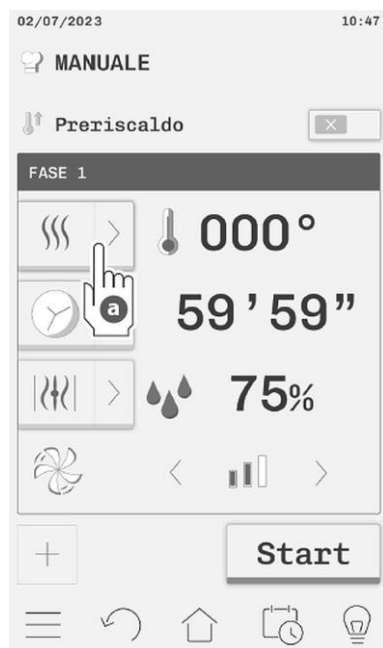 02/07/2023 10:47
MANUALE
Preriscaldo
FASE 1
000°
a
59’59”
75%
Start